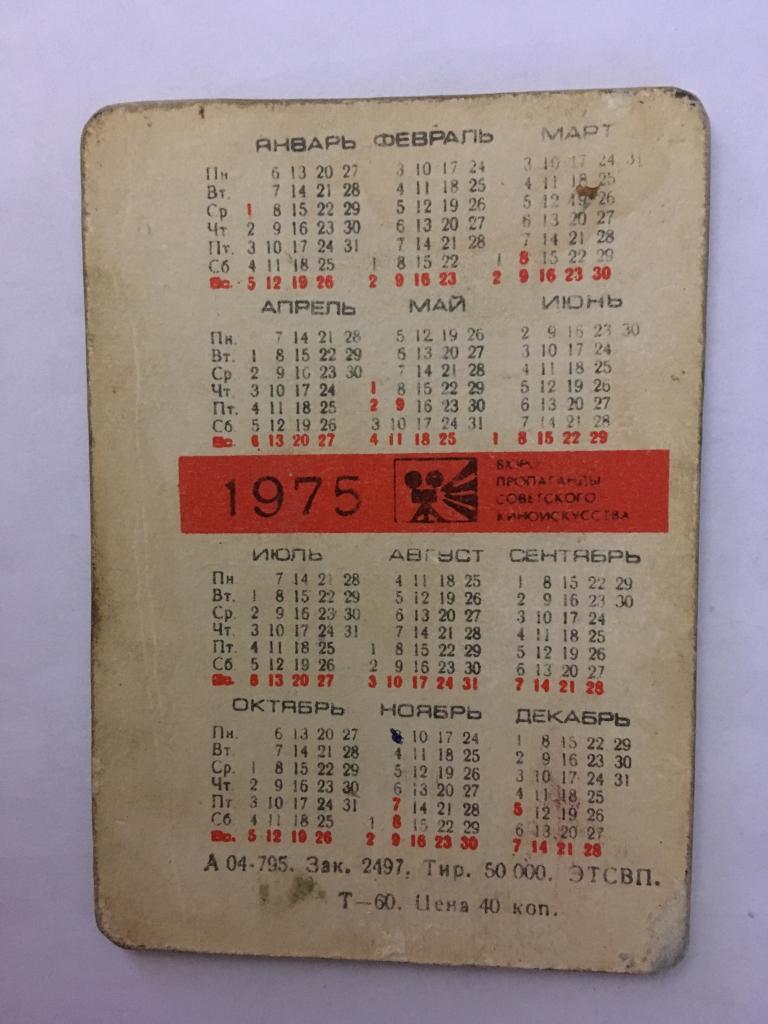 ЯНВАРЬ ФЕВРАЛЬ МАРТ
Пн 6 13 20 27 3 10 17 24 3 10 17 24 31
Вт. 7 14 21 28 4 11 18 25 4 11 18 25
Ср 1 8 15 22 29 5 12 19 26 5 12 19 26
Чт 2 9 16 23 30 6 13 20 27 6 13 20 27
Пт. 3 10 17 24 31 7 14 21 28 7 14 21 28
Сб 4 11 18 25 1 8 15 22 1 8 15 22 29
Вс. 5 12 19 26 2 9 16 23 2 9 16 23 30
АПРЕЛЬ МАЙ ИЮНЬ
Пн. 7 14 21 28 5 12 19 26 2 9 16 23 30
Вт. 1 8 15 22 29 6 13 20 27 3 10 17 24
Ср 2 9 16 23 30 7 14 21 28 4 11 18 25
Чт. 3 10 17 24 1 8 15 22 29 5 12 19 26
Пт. 4 11 18 25 2 9 16 23 30 6 13 20 27
Сб 5 12 19 26 3 10 17 24 31 7 14 21 28
Вс. 6 13 20 27 4 11 18 25 1 8 15 22 29
1975
БЮРО
ПРОПАГАНДЫ
СОВЕТСКОГО
КИНОИСКУССТВА
ИЮЛЬ АВГУСТ СЕНТЯБРЬ
Пн. 7 14 21 28 4 11 18 25 1 8 15 22 29
Вт. 1 8 15 22 29 5 12 19 26 2 9 16 23 30
Ср. 2 9 16 23 30 6 13 20 27 3 10 17 24
Чт. 3 10 17 24 31 7 14 21 28 4 11 18 25
Пт. 4 11 18 25 1 8 15 22 29 5 12 19 26
Сб. 5 12 19 26 2 9 16 23 30 6 13 20 27
Вс. 6 13 20 27 3 10 17 24 31 7 14 21 28
ОКТЯБРЬ НОЯБРЬ ДЕКАБРЬ
Пн. 6 13 20 27 3 10 17 24 1 8 15 22 29
Вт. 7 14 21 28 4 11 18 25 2 9 16 23 30
Ср. 1 8 15 22 29 5 12 19 26 3 10 17 24 31
Чт. 2 9 16 23 30 6 13 20 27 4 11 18 25
Пт 3 10 17 24 31 7 14 21 28 5 12 19 26
Сб 4 11 18 25 1 8 15 22 29 6 13 20 27
Вс. 5 12 19 26 2 9 16 23 30 7 14 21 28
А 04-795. Зак. 2497. Тир. 50 000. ЭТСВП.
Т—60. Цена 40 коп.